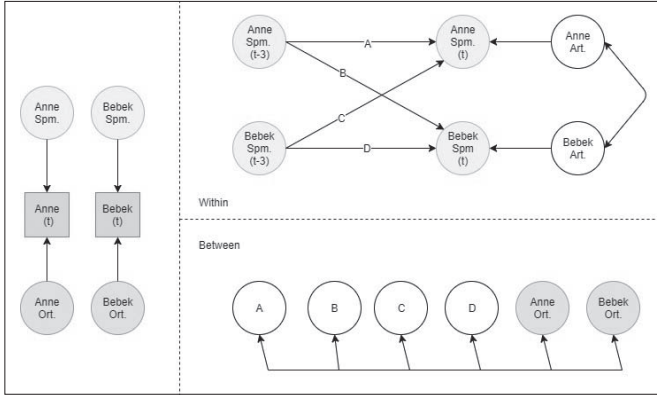 Anne
Spm.
Bebek
Spm.
Anne
(t)
Bebek
(t)
Anne
Ort.
Bebek
Ort.
Anne
Spm.
(t-3)
A
Anne
Spm.
(t)
Anne
Art.
B
C
Bebek
Spm.
(t-3)
D
Bebek
Spm
(t)
Bebek
Art.
Within
Between
A
B
C
D
Anne
Ort.
Bebek
Ort.